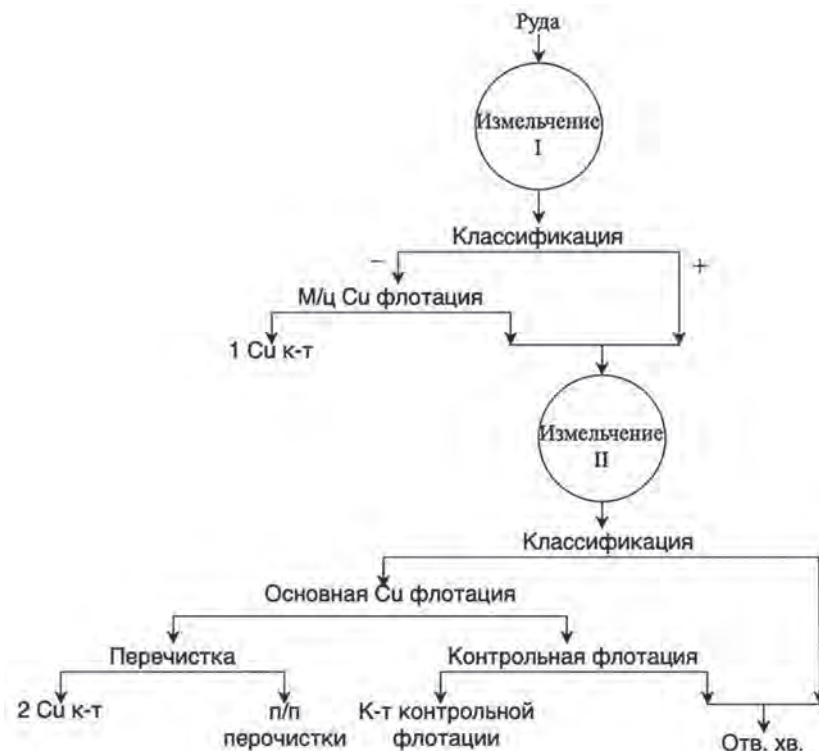 Руда
Измельчение
I
Классификация
− +
М/ц Cu флотация
1 Cu к-т
Измельчение
II
Классификация
Основная Cu флотация
Перечистка Контрольная флотация
2 Cu к-т п/п К-т контрольной
перочистки флотации Отв. хв.